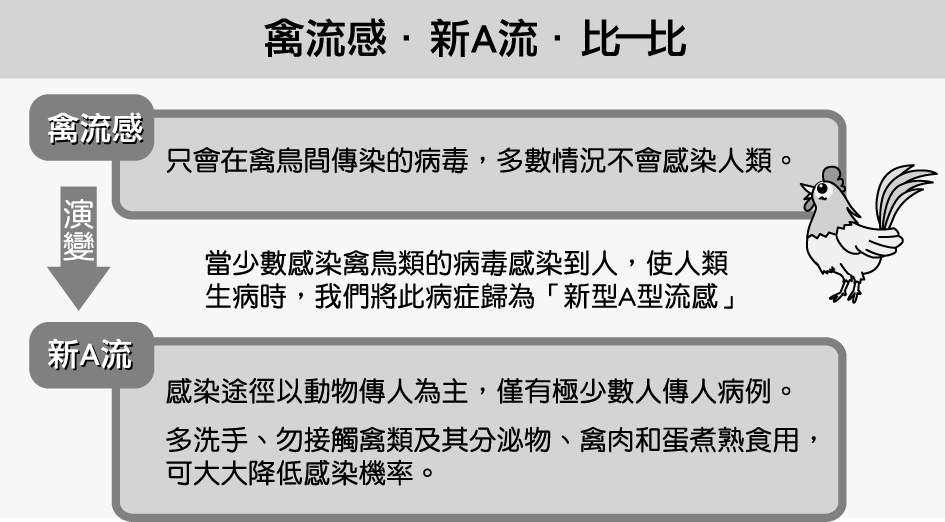 禽流感．新A流．比一比
禽流感
只會在禽鳥間傳染的病毒，多數情況不會感染人類。
演變
當少數感染禽鳥類的病毒感染到人，使人類
生病時，我們將此病症歸為「新型A型流感」
新A流
感染途徑以動物傳人為主，僅有極少數人傳人病例。
多洗手、勿接觸禽類及其分泌物、禽肉和蛋煮熟食用，
可大大降低感染機率。